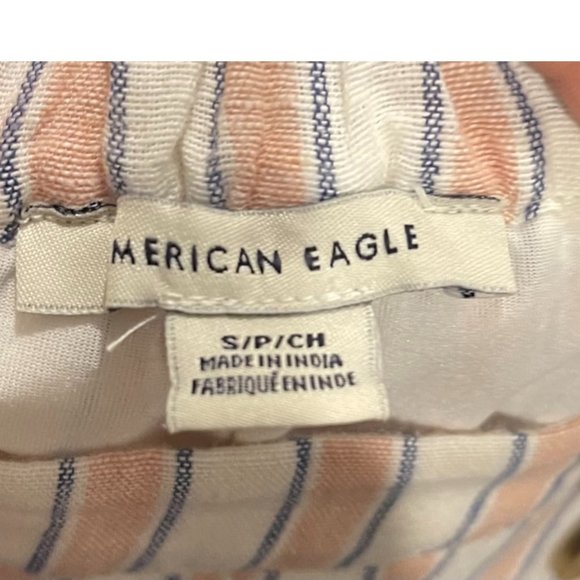 MERICAN EAGLE
S/P/CH
MADE IN INDIA
FABRIQUÉ EN INDE